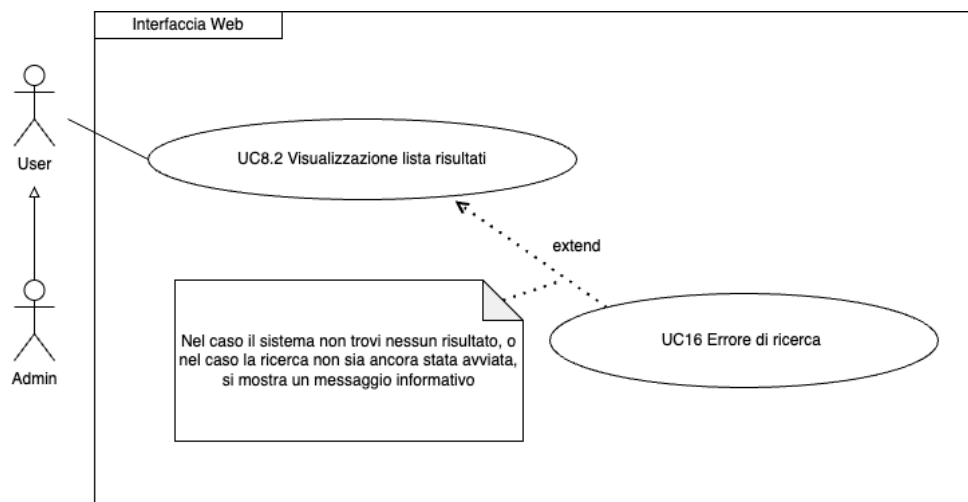 Interfaccia Web
User
UC8.2 Visualizzazione lista risultati
extend
Nel caso il sistema non trovi nessun risultato, o
nel caso la ricerca non sia ancora stata avviata,
si mostra un messaggio informativo
UC16 Errore di ricerca
Admin